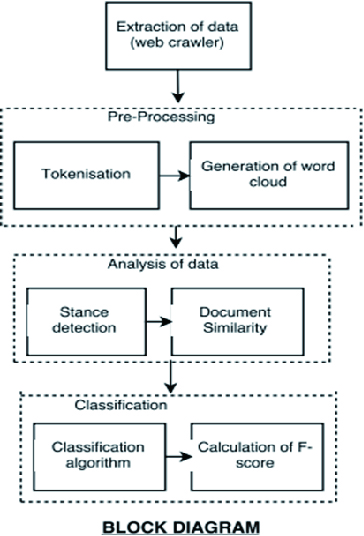 Extraction of data
(web crawler)
Pre-Processing
Tokenisation
Generation of word
cloud
Analysis of data
Stance
detection
Document
Similarity
Classification
Classification
algorithm
Calculation of F-
score
BLOCK DIAGRAM